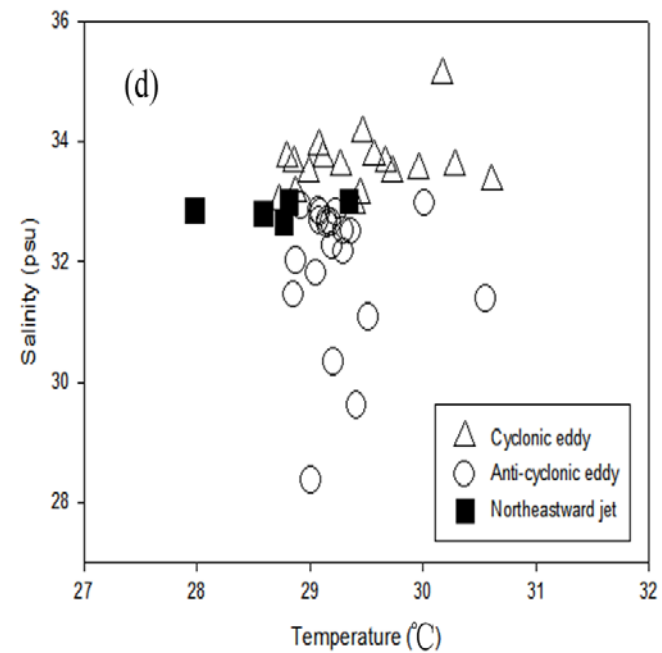 (d)
36
34
32
30
28
Salinity (psu)
27 28 29 30 31 32
Temperature (℃)
Cyclonic eddy
Anti-cyclonic eddy
Northeastward jet